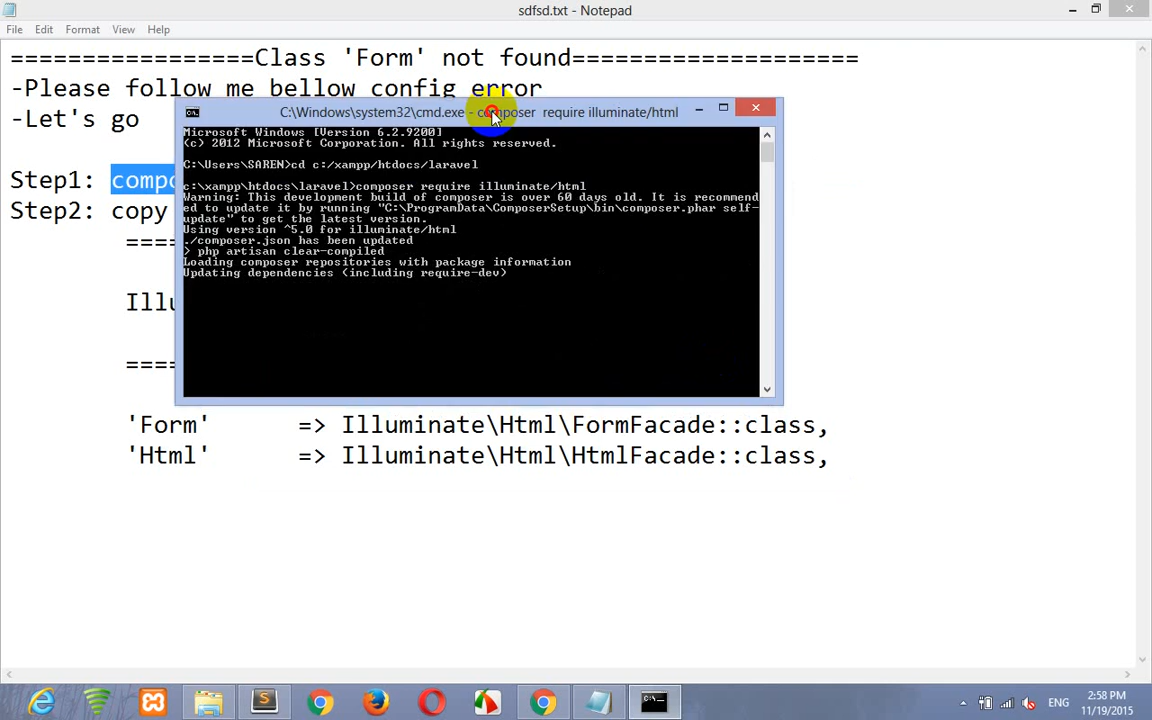 sdfsd.txt - Notepad
File Edit Format View Help
================Class 'Form' not found====================
-Please follow me bellow config error
-Let's go
C:\Windows\system32\cmd.exe - composer require illuminate/html
Microsoft Windows [Version 6.2.9200]
(c) 2012 Microsoft Corporation. All rights reserved.
C:\Users\SAREN>cd c:/xampp/htdocs/laravel
c:\xampp\htdocs\laravel>composer require illuminate/html
Warning: This development build of composer is over 60 days old. It is recommend
ed to update it by running "C:\ProgramData\ComposerSetup\bin\composer.phar self-
update" to get the latest version.
Using version ^5.0 for illuminate/html
./composer.json has been updated
> php artisan clear-compiled
Loading composer repositories with package information
Updating dependencies (including require-dev)
Step1: compo
Step2: copy
===
Illu
===
'Form' => Illuminate\Html\FormFacade::class,
'Html' => Illuminate\Html\HtmlFacade::class,
ENG
2:58 PM
11/19/2015